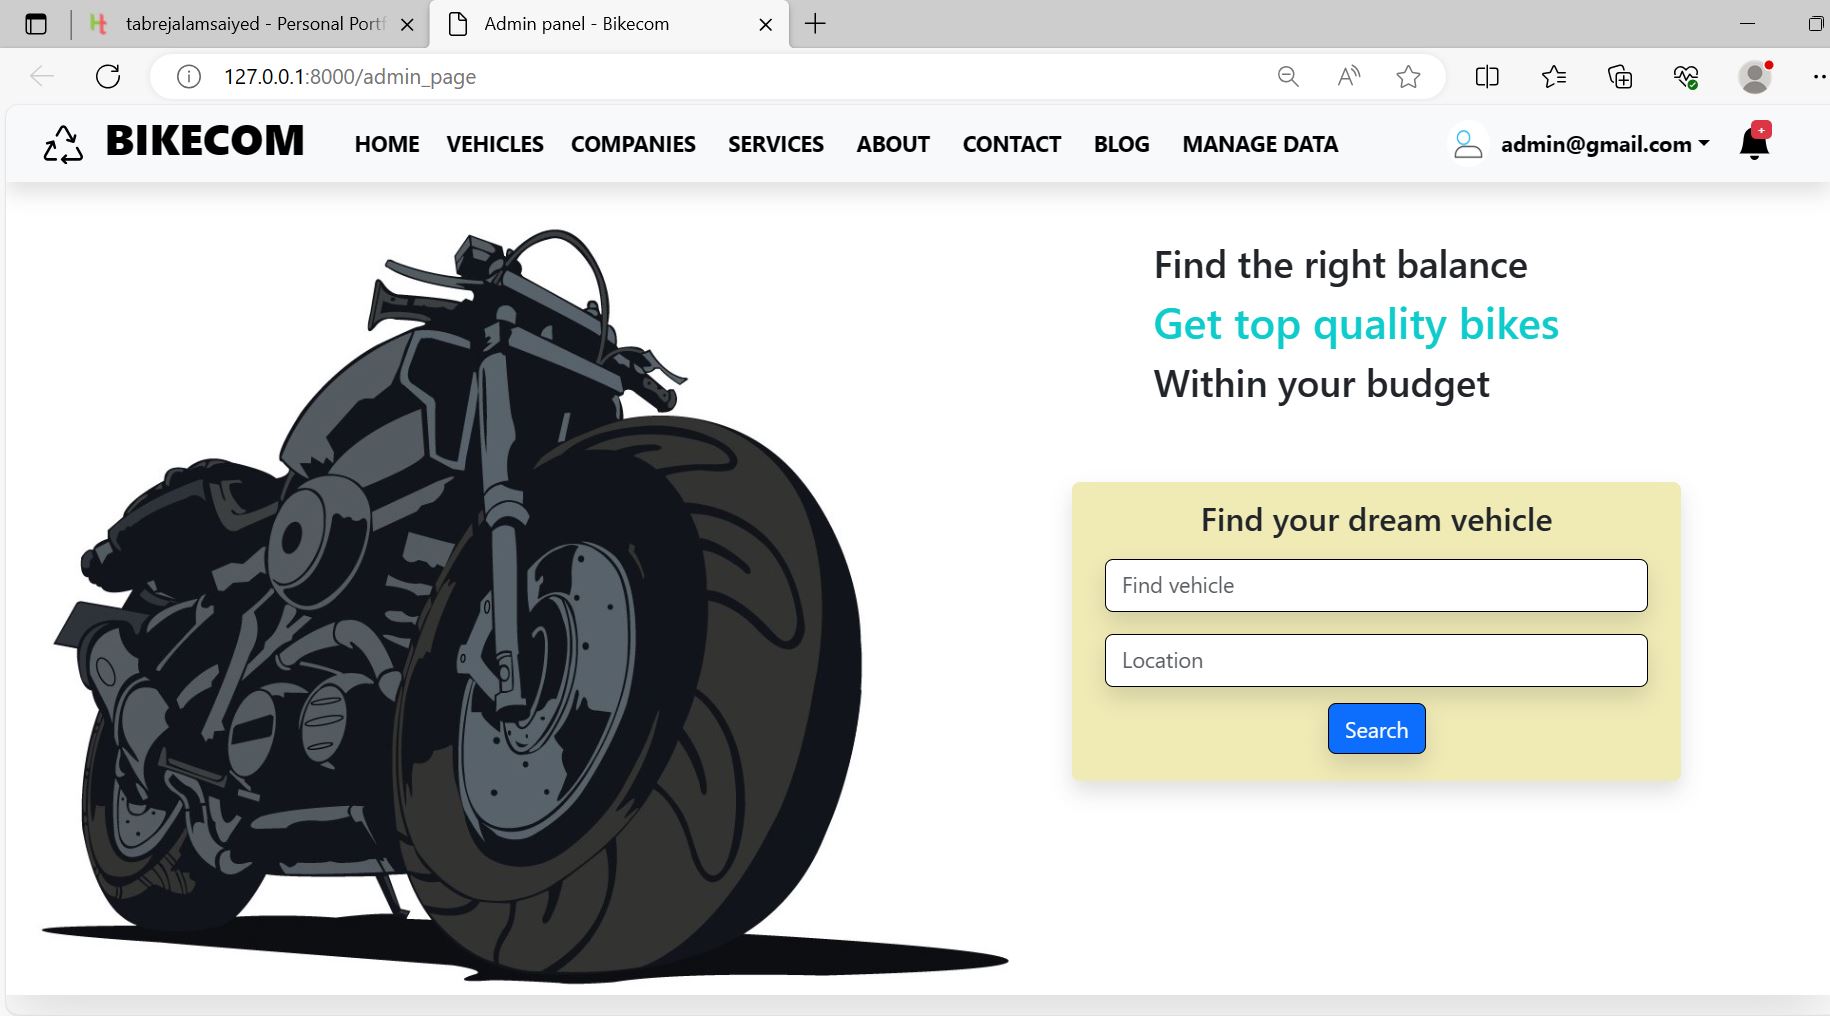 tabrejalamsaiyed - Personal Portf
Admin panel - Bikecom
127.0.0.1:8000/admin_page
BIKECOM HOME VEHICLES COMPANIES SERVICES ABOUT CONTACT BLOG MANAGE DATA admin@gmail.com +
Find the right balance
Get top quality bikes
Within your budget
Find your dream vehicle
Find vehicle
Location
Search